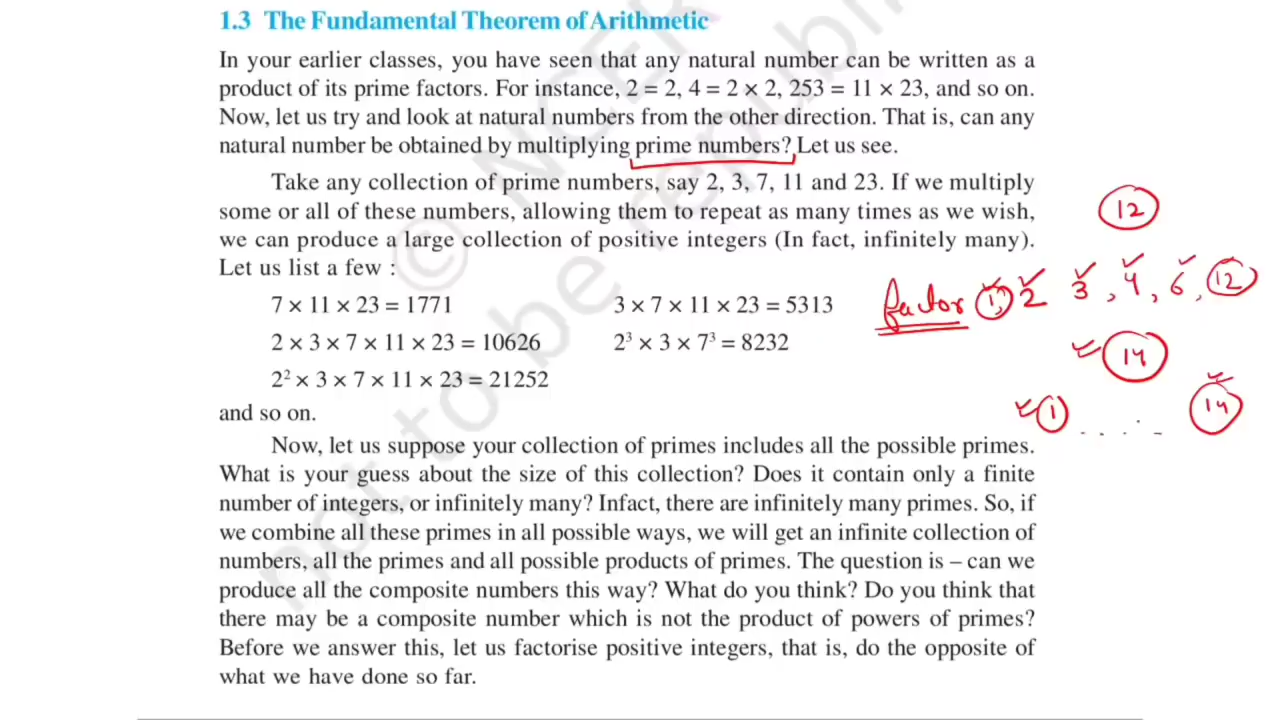 1.3 The Fundamental Theorem of Arithmetic
In your earlier classes, you have seen that any natural number can be written as a
product of its prime factors. For instance, 2 = 2, 4 = 2 × 2, 253 = 11 × 23, and so on.
Now, let us try and look at natural numbers from the other direction. That is, can any
natural number be obtained by multiplying prime numbers? Let us see.
Take any collection of prime numbers, say 2, 3, 7, 11 and 23. If we multiply
some or all of these numbers, allowing them to repeat as many times as we wish,
we can produce a large collection of positive integers (In fact, infinitely many).
Let us list a few :
7 × 11 × 23 = 1771 3 × 7 × 11 × 23 = 5313
2 × 3 × 7 × 11 × 23 = 10626 2³ × 3 × 7³ = 8232
2² × 3 × 7 × 11 × 23 = 21252
and so on.
Now, let us suppose your collection of primes includes all the possible primes.
What is your guess about the size of this collection? Does it contain only a finite
number of integers, or infinitely many? Infact, there are infinitely many primes. So, if
we combine all these primes in all possible ways, we will get an infinite collection of
numbers, all the primes and all possible products of primes. The question is – can we
produce all the composite numbers this way? What do you think? Do you think that
there may be a composite number which is not the product of powers of primes?
Before we answer this, let us factorise positive integers, that is, do the opposite of
what we have done so far.
12
factor 1, 2 3, 4, 6, 12
14
1 ..... 14
© NCER
not to be republi